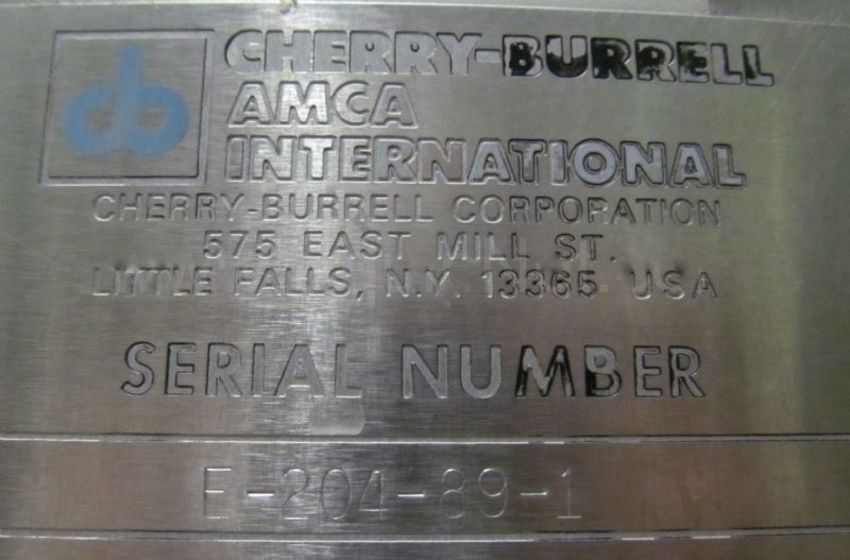 cb
CHERRY-BURRELL
AMCA
INTERNATIONAL
CHERRY-BURRELL CORPORATION
575 EAST MILL ST.
LITTLE FALLS, N.Y. 13365 USA
SERIAL NUMBER
E-204-89-1